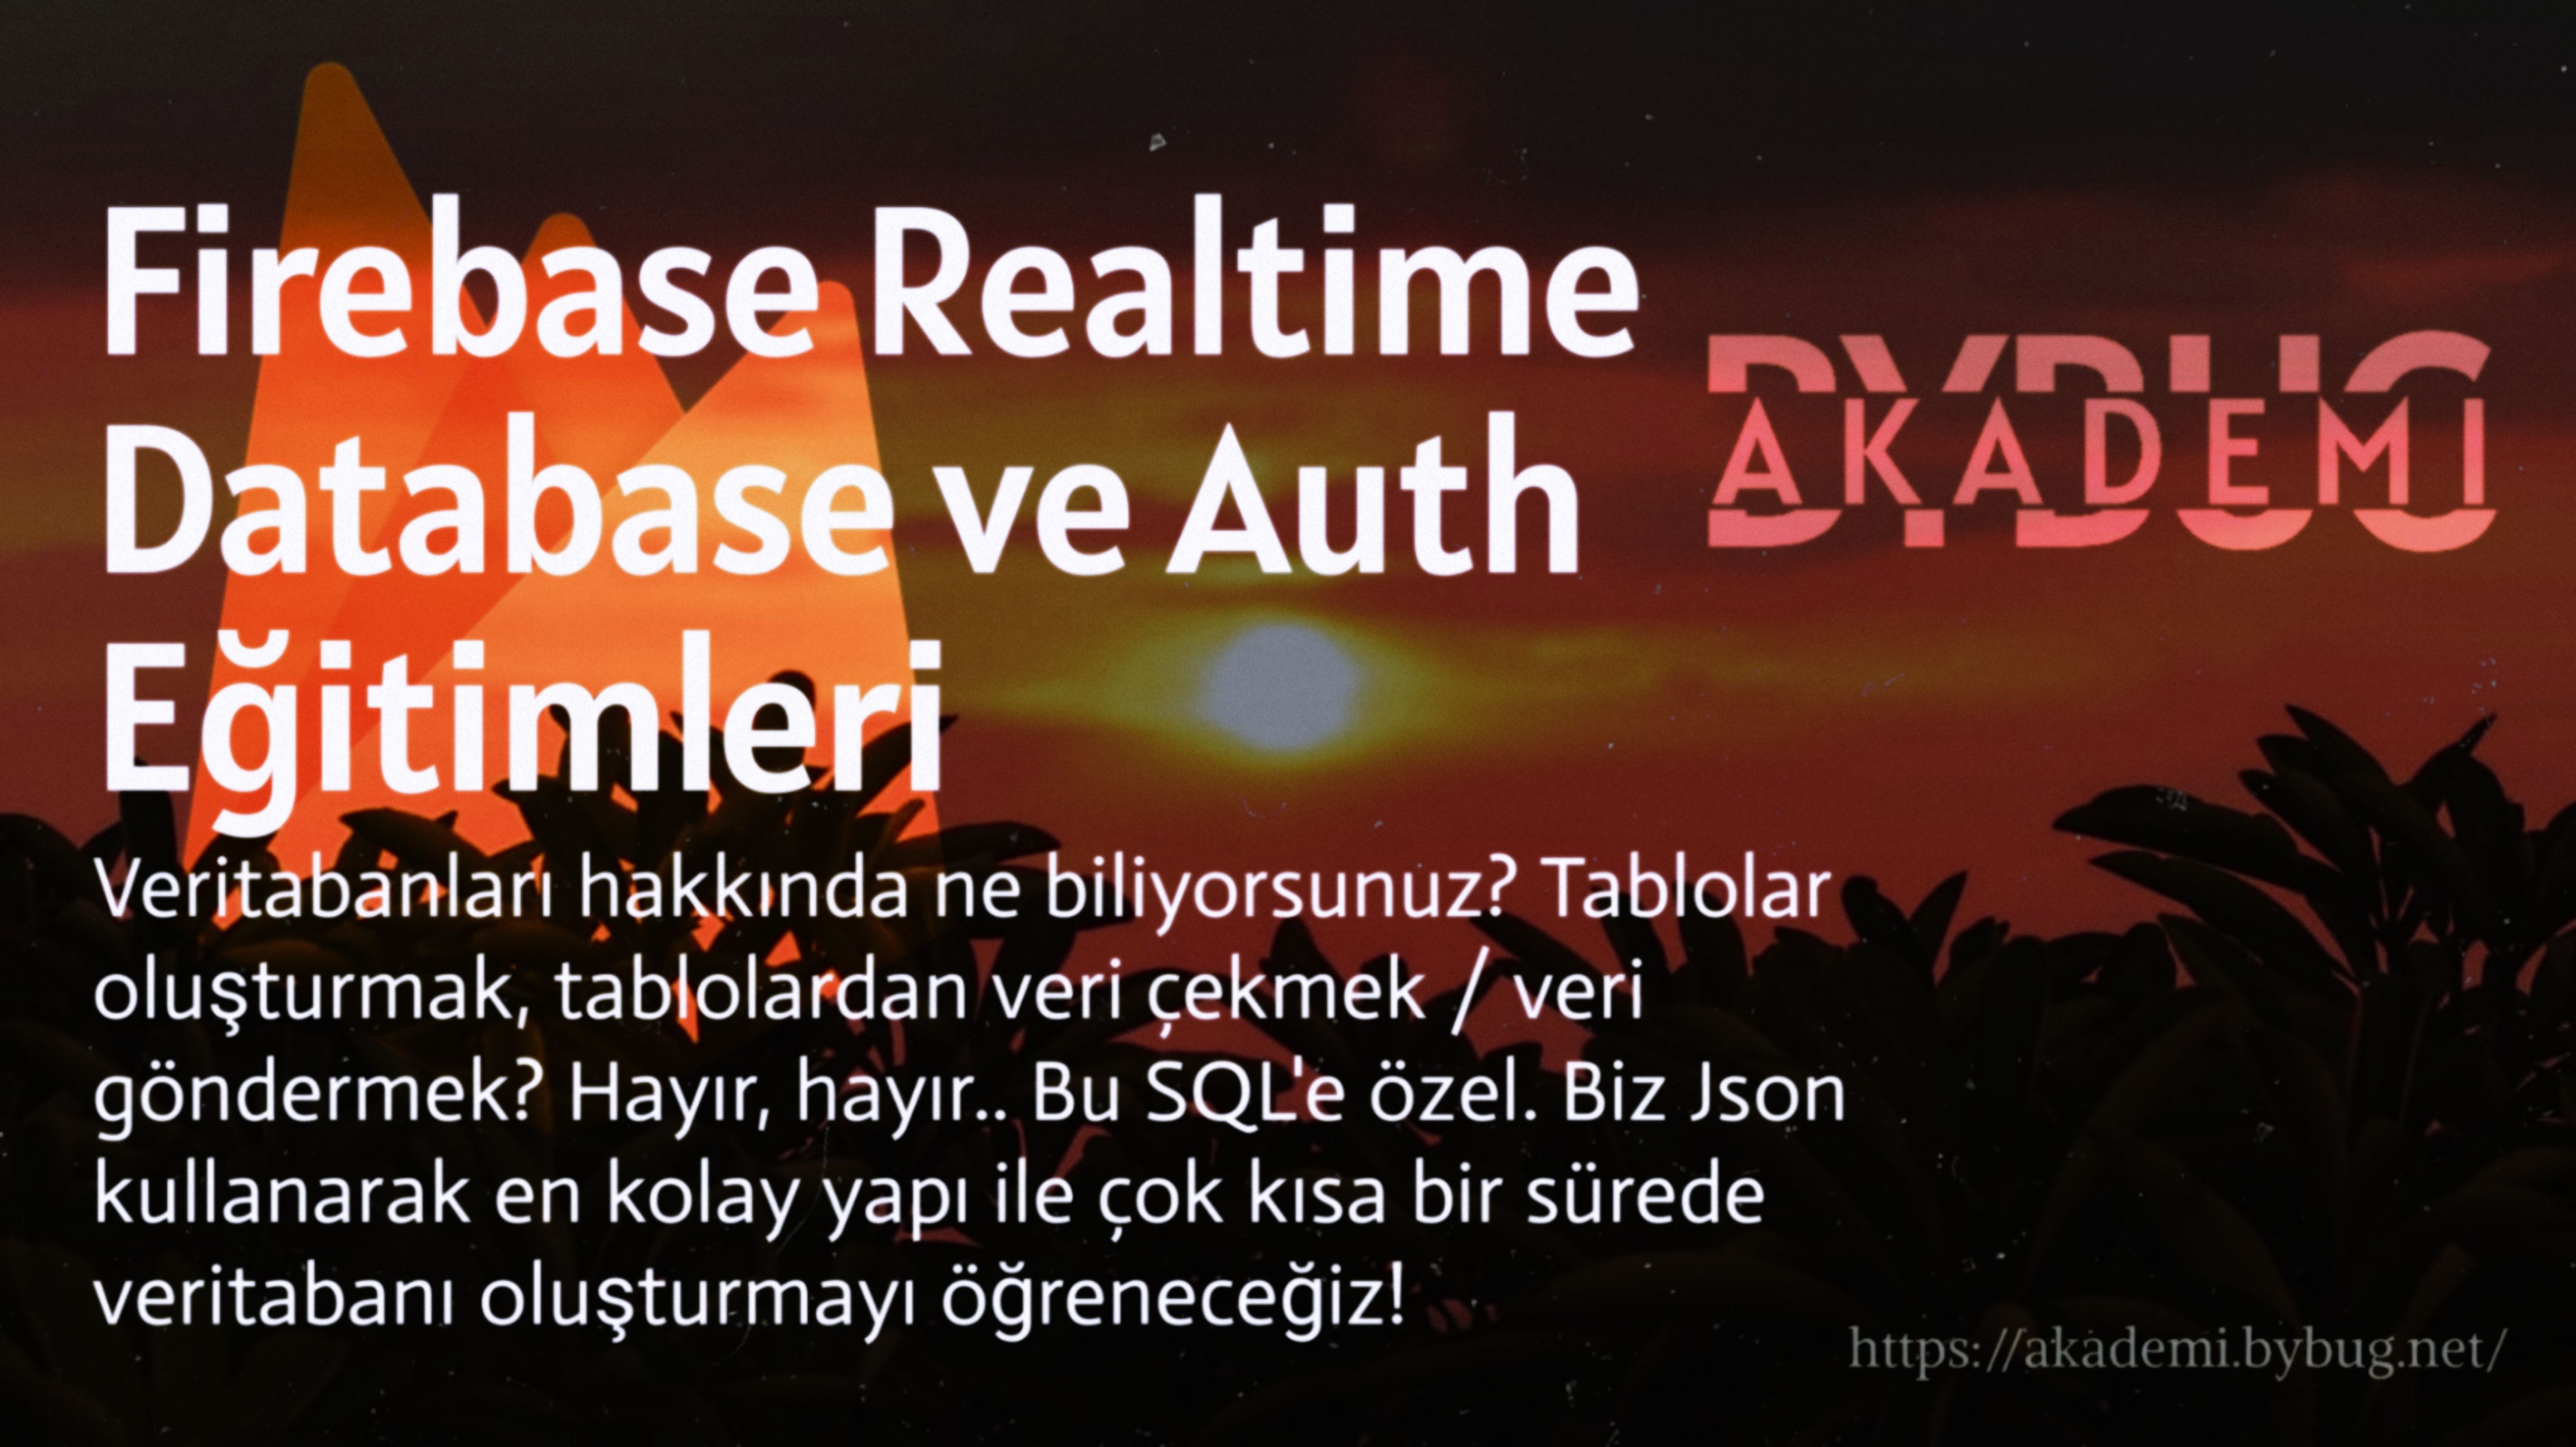 Firebase Realtime
Database ve Auth
Eğitimleri
BYBUG
AKADEMI
Veritabanları hakkında ne biliyorsunuz? Tablolar
oluşturmak, tablolardan veri çekmek / veri
göndermek? Hayır, hayır.. Bu SQL'e özel. Biz Json
kullanarak en kolay yapı ile çok kısa bir sürede
veritabanı oluşturmayı öğreneceğiz!
https://akademi.bybug.net/